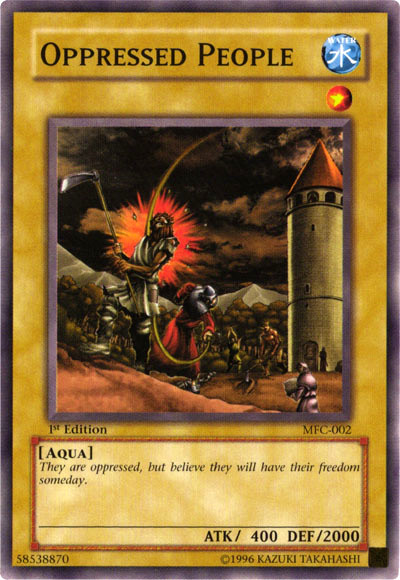 OPPRESSED PEOPLE
WATER
水
1st Edition
MFC-002
[AQUA]
They are oppressed, but believe they will have their freedom
someday.
ATK/ 400 DEF/2000
58538870
©1996 KAZUKI TAKAHASHI